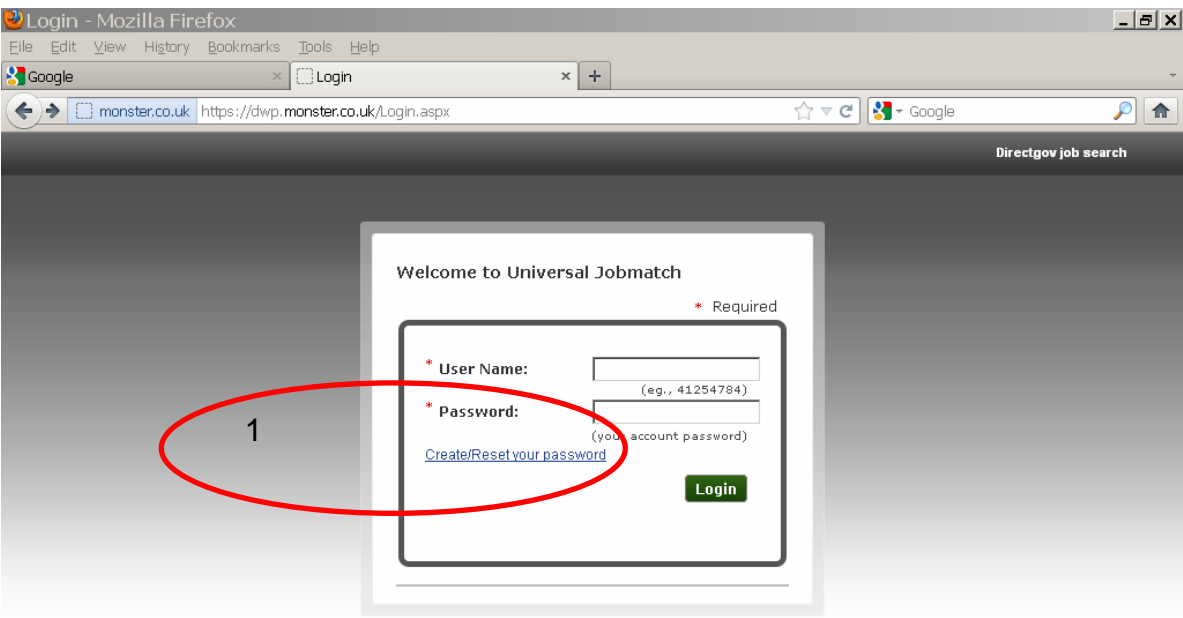 Login - Mozilla Firefox
File Edit View History Bookmarks Tools Help
Google Login
monster.co.uk https://dwp.monster.co.uk/Login.aspx Google
Directgov job search
Welcome to Universal Jobmatch
* Required
* User Name:
(eg., 41254784)
* Password:
1
(your account password)
Create/Reset your password
Login